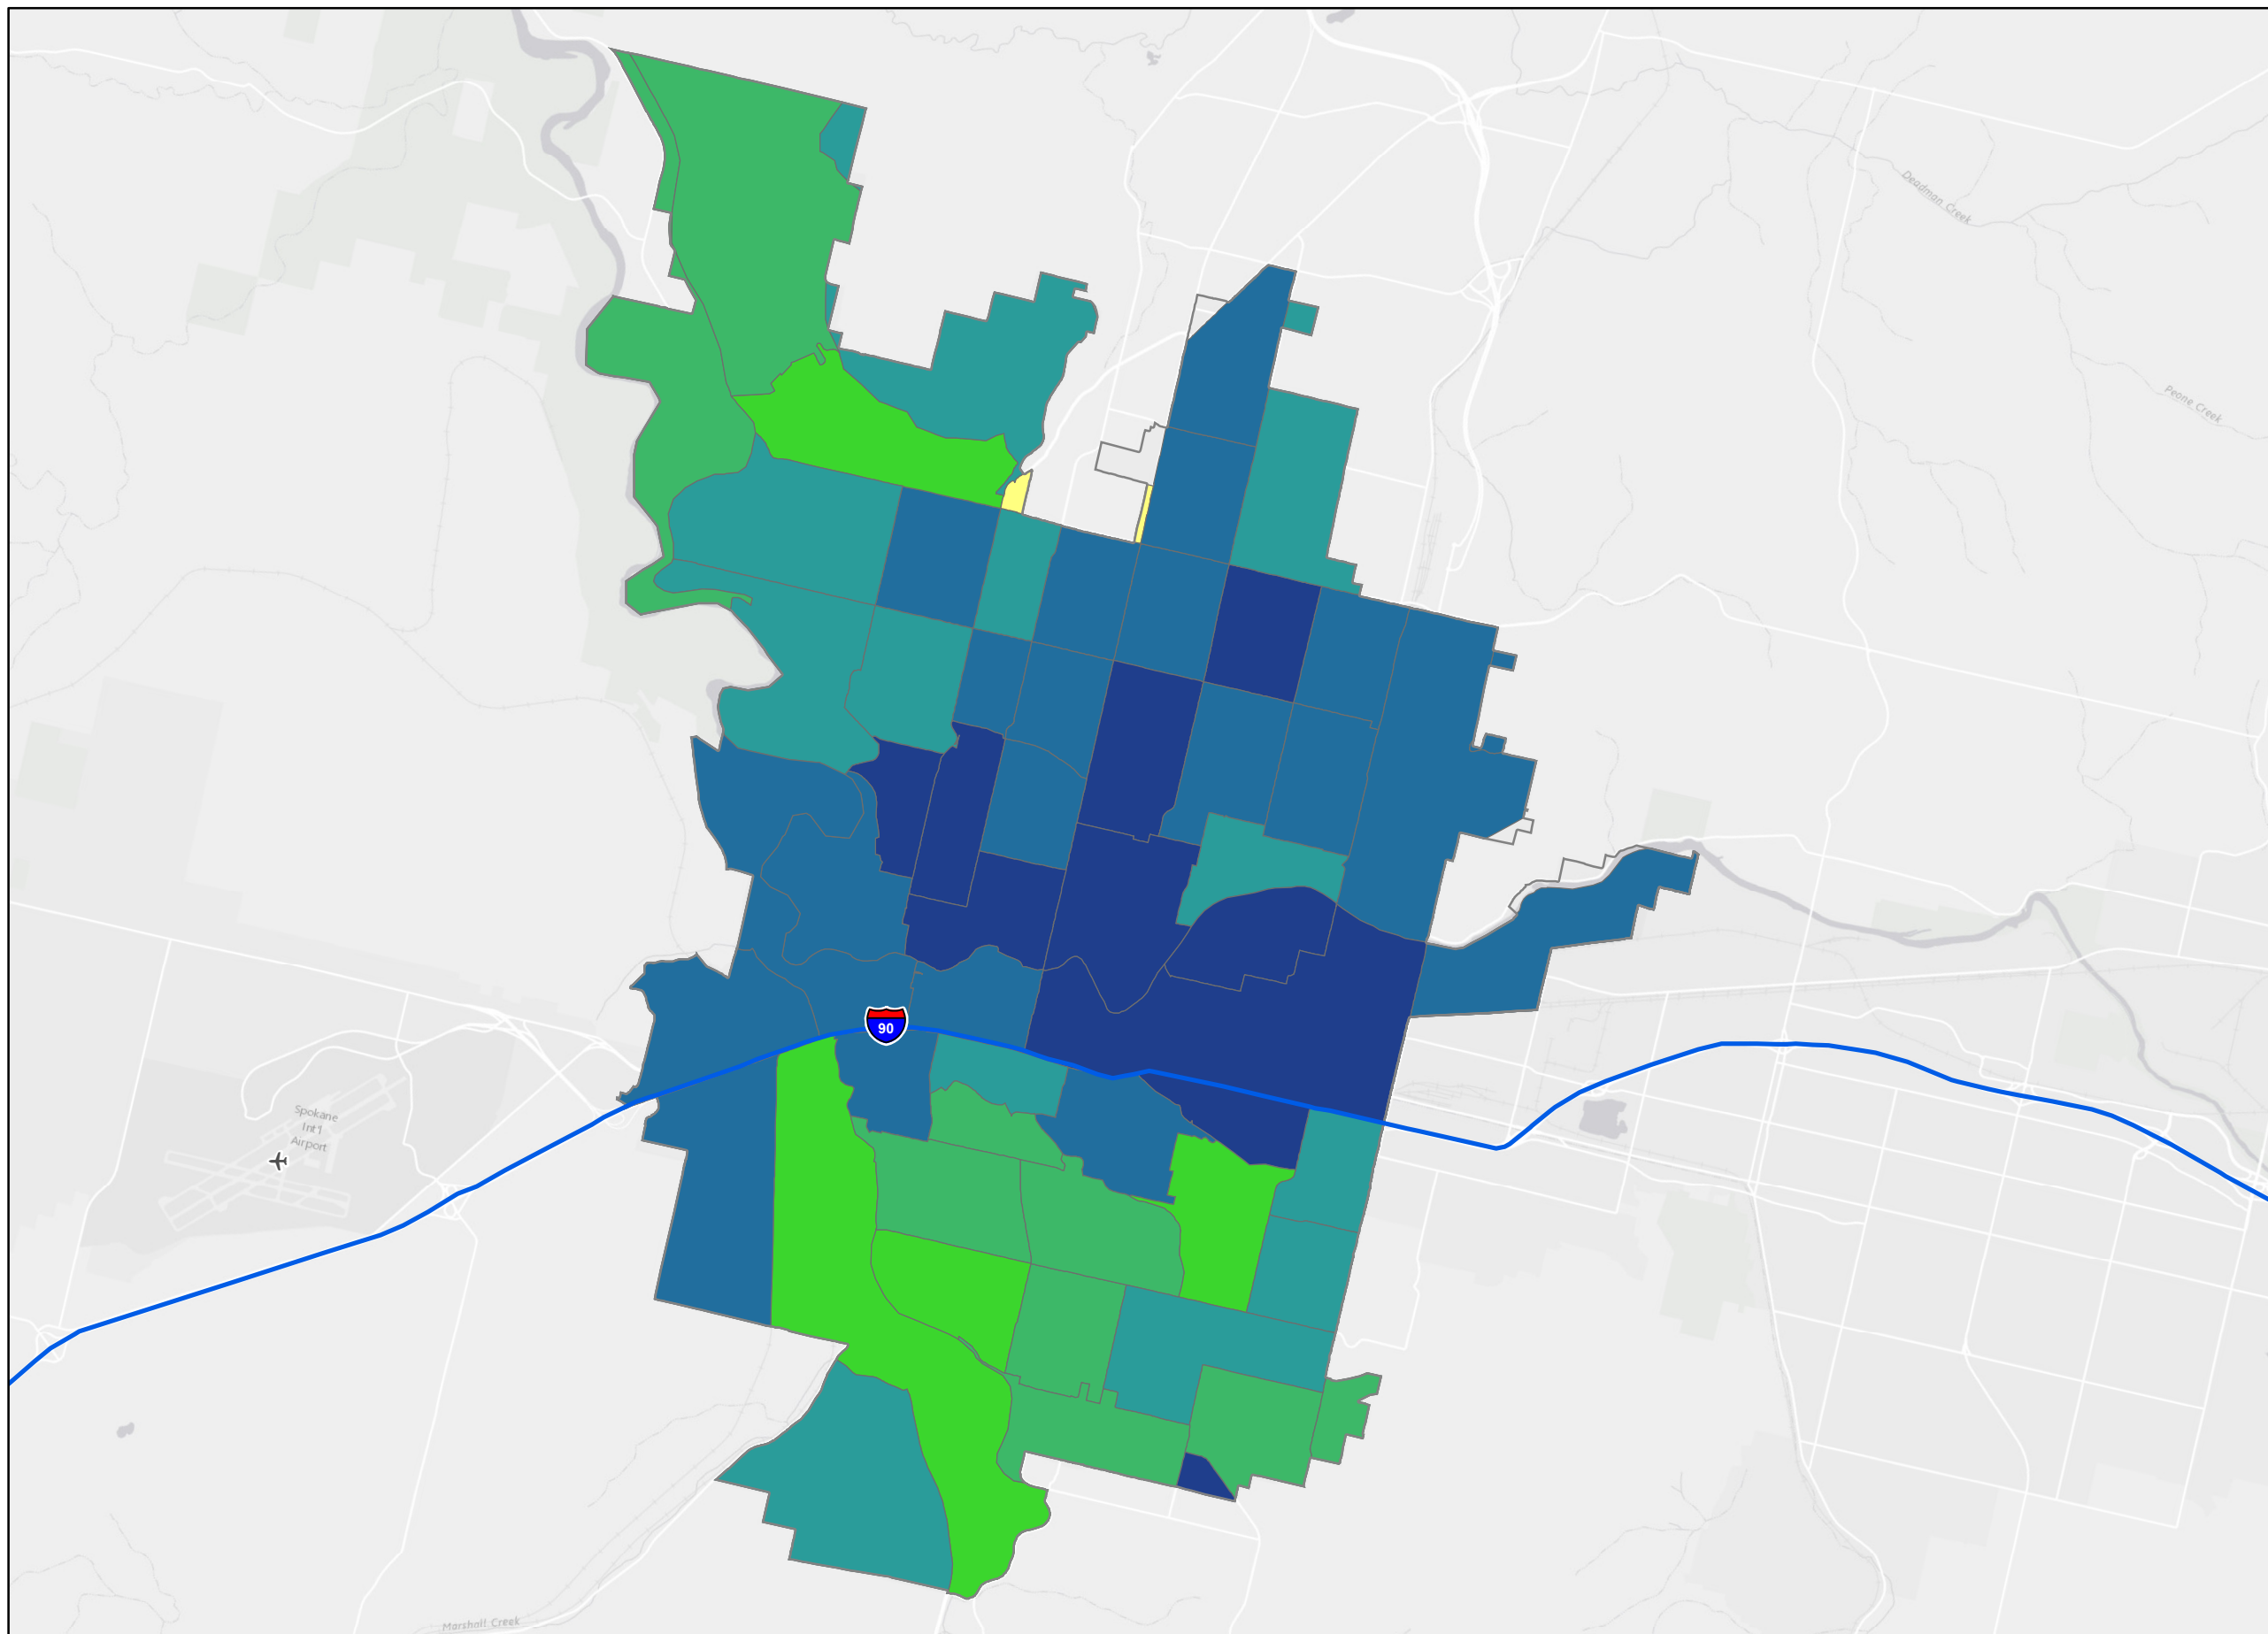 Deadman Creek
Peone Creek
90
Spokane
Int'l
Airport
Marshall Creek